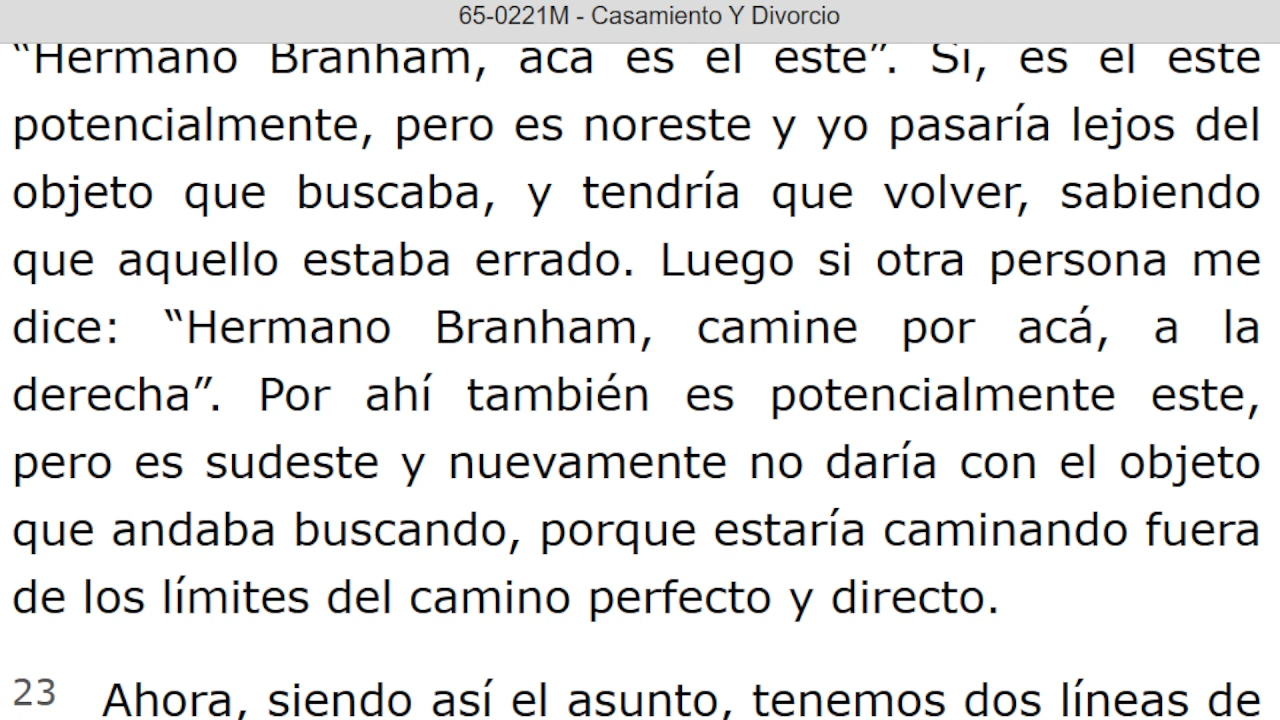 65-0221M - Casamiento Y Divorcio
“Hermano Branham, acá es el este”. Sí, es el este
potencialmente, pero es noreste y yo pasaría lejos del
objeto que buscaba, y tendría que volver, sabiendo
que aquello estaba errado. Luego si otra persona me
dice: “Hermano Branham, camine por acá, a la
derecha”. Por ahí también es potencialmente este,
pero es sudeste y nuevamente no daría con el objeto
que andaba buscando, porque estaría caminando fuera
de los límites del camino perfecto y directo.
23 Ahora, siendo así el asunto, tenemos dos líneas de